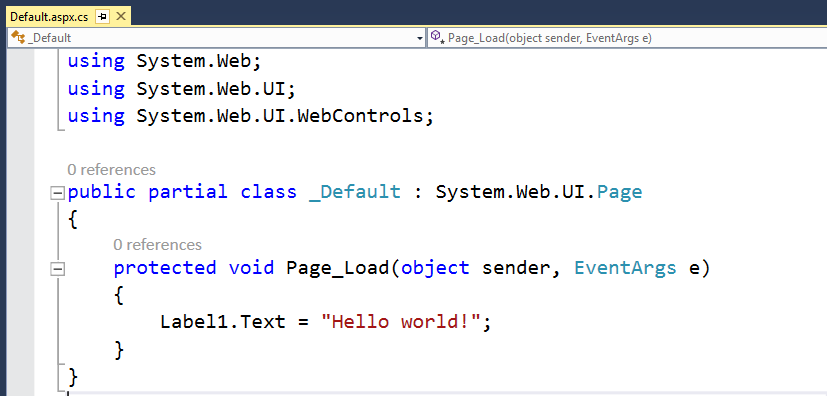 Default.aspx.cs
_Default
Page_Load(object sender, EventArgs e)
using System.Web;
using System.Web.UI;
using System.Web.UI.WebControls;
0 references
public partial class _Default : System.Web.UI.Page
{
0 references
protected void Page_Load(object sender, EventArgs e)
{
Label1.Text = "Hello world!";
}
}